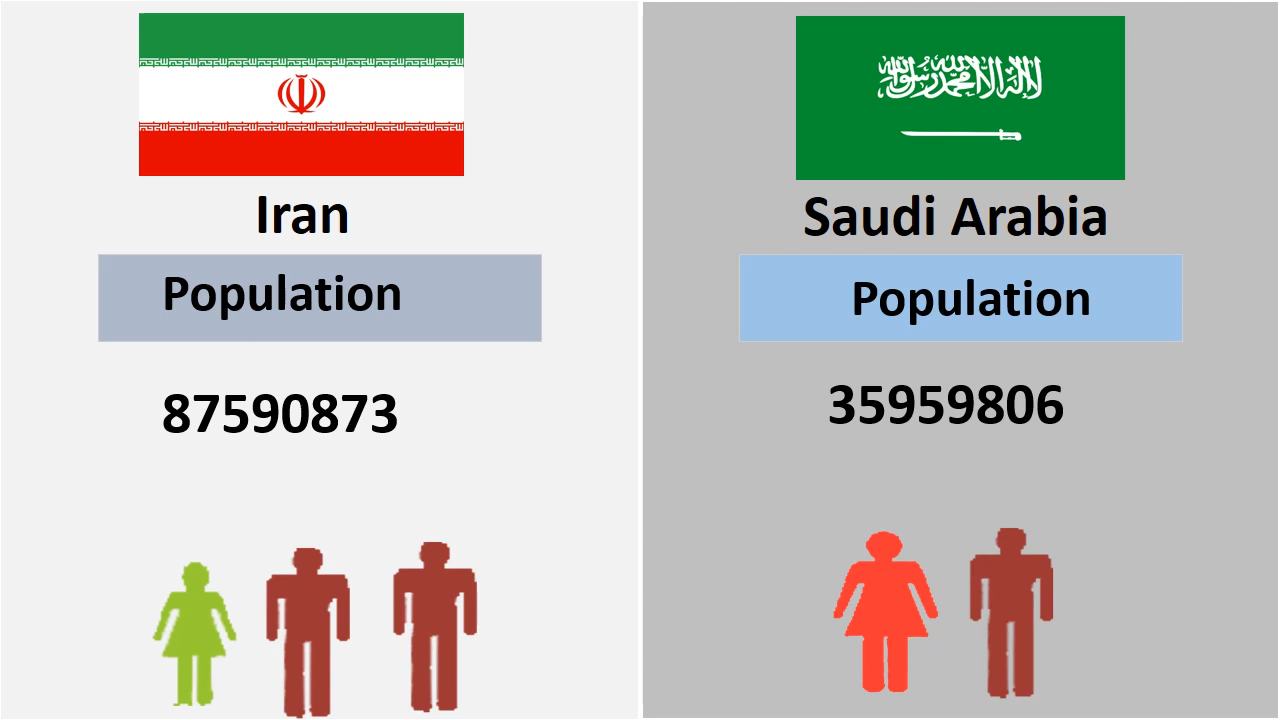 Iran
Population
87590873
لا إله إلا الله محمد رسول الله
Saudi Arabia
Population
35959806